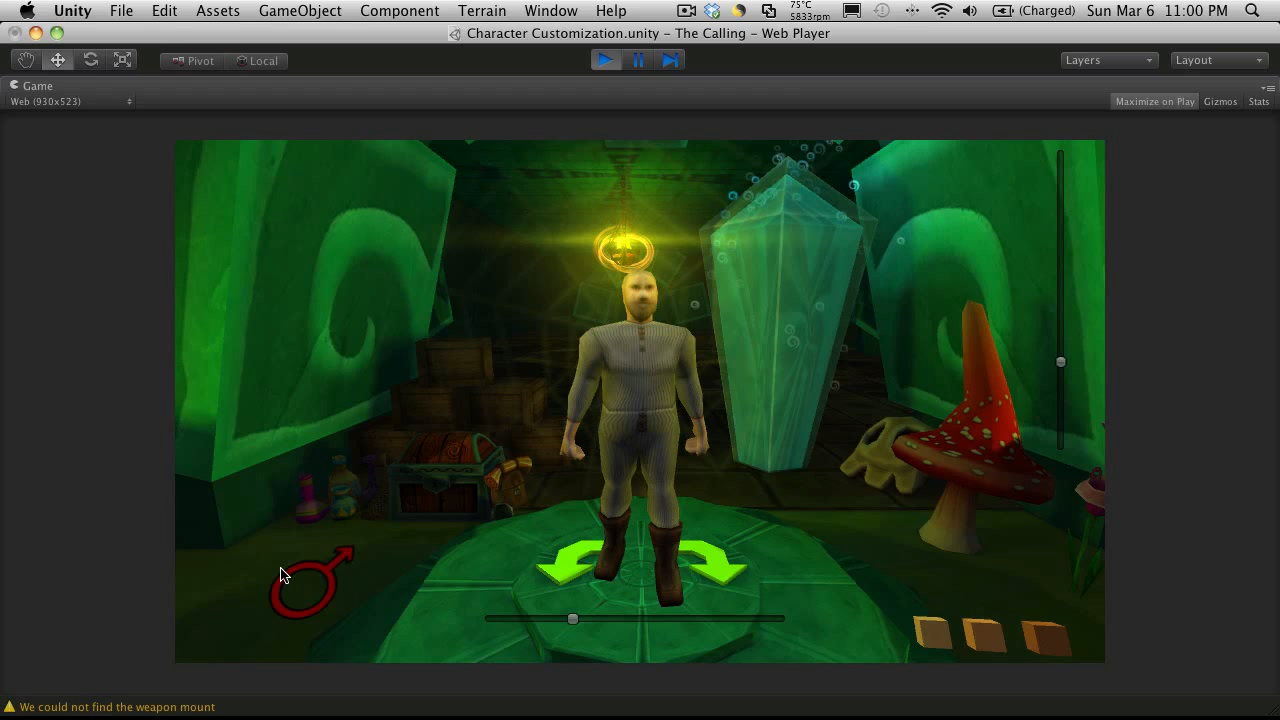 Unity File Edit Assets GameObject Component Terrain Window Help 75°C 5833rpm (Charged) Sun Mar 6 11:00 PM
Character Customization.unity – The Calling – Web Player
Pivot Local Layers Layout
Game
Web (930x523) Maximize on Play Gizmos Stats
We could not find the weapon mount